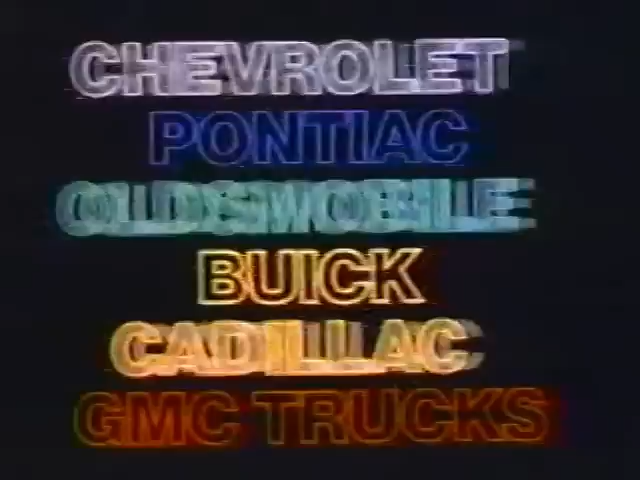 CHEVROLET
PONTIAC
OLDSMOBILE
BUICK
CADILLAC
GMC TRUCKS